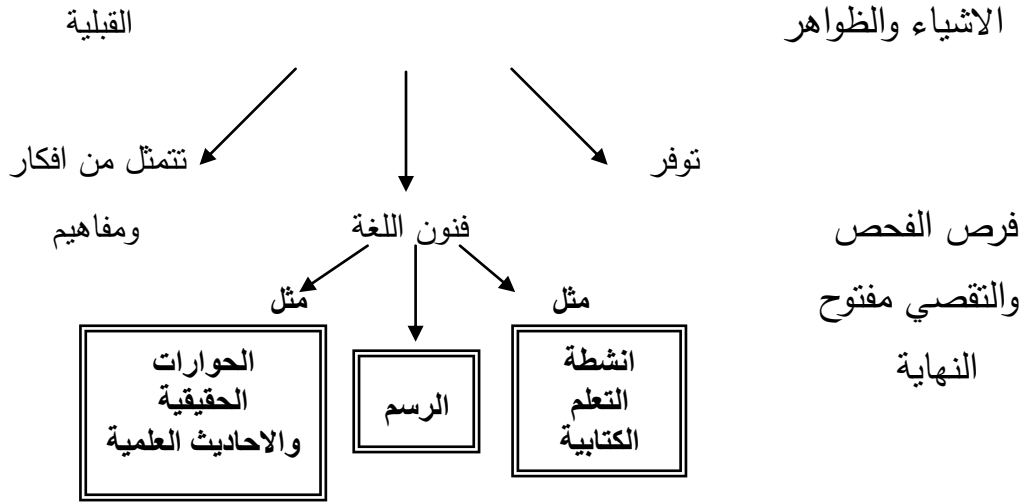 الاشياء والظواهر
القبلية
توفر
تتمثل من افكار
فرص الفحص
فنون اللغة
ومفاهيم
والتقصي مفتوح
مثل
مثل
النهاية
انشطة
التعلم
الكتابية
الرسم
الحوارات
الحقيقية
والاحاديث العلمية